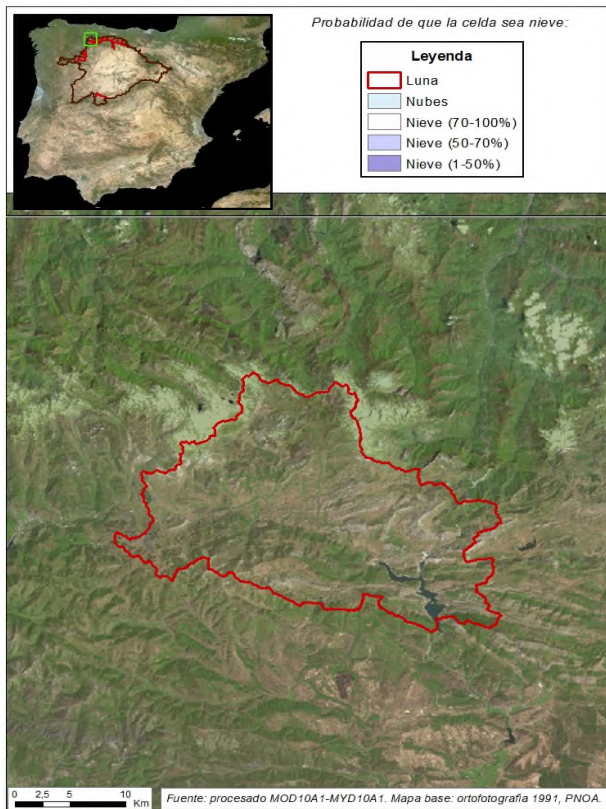 Probabilidad de que la celda sea nieve:
Leyenda
Luna
Nubes
Nieve (70-100%)
Nieve (50-70%)
Nieve (1-50%)
0 2,5 5 10
Km
Fuente: procesado MOD10A1-MYD10A1. Mapa base: ortofotografia 1991, PNOA.